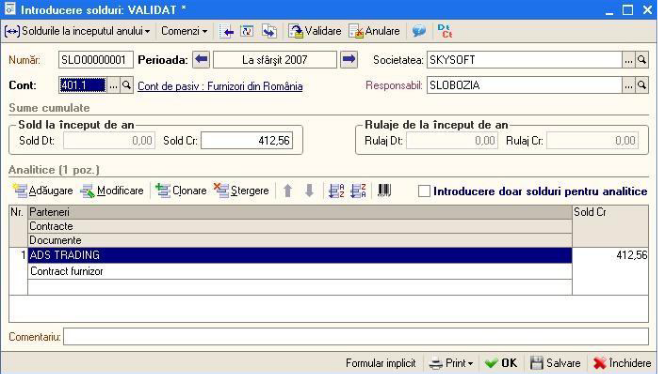 Introducere solduri: VALIDAT *
Soldurile la inceputul anului Comenzi Validare Anulare Dt Ct
Număr: SLO00000001 Perioada: La sfârşit 2007 Societatea: SKYSOFT ...
Cont: 401.1 ... Cont de pasiv : Furnizori din România Responsabil: SLOBOZIA ...
Sume cumulate
Sold la început de an Rulaje de la început de an
Sold Dt: 0,00 Sold Cr: 412,56 Rulaj Dt: 0,00 Rulaj Cr: 0,00
Analitice (1 poz.)
Adăugare Modificare Clonare Ştergere Introducere doar solduri pentru analitice
Nr. Parteneri Sold Cr
Contracte
Documente
1 ADS TRADING 412,56
Contract furnizor
Comentariu:
Formular implicit Print OK Salvare Închidere